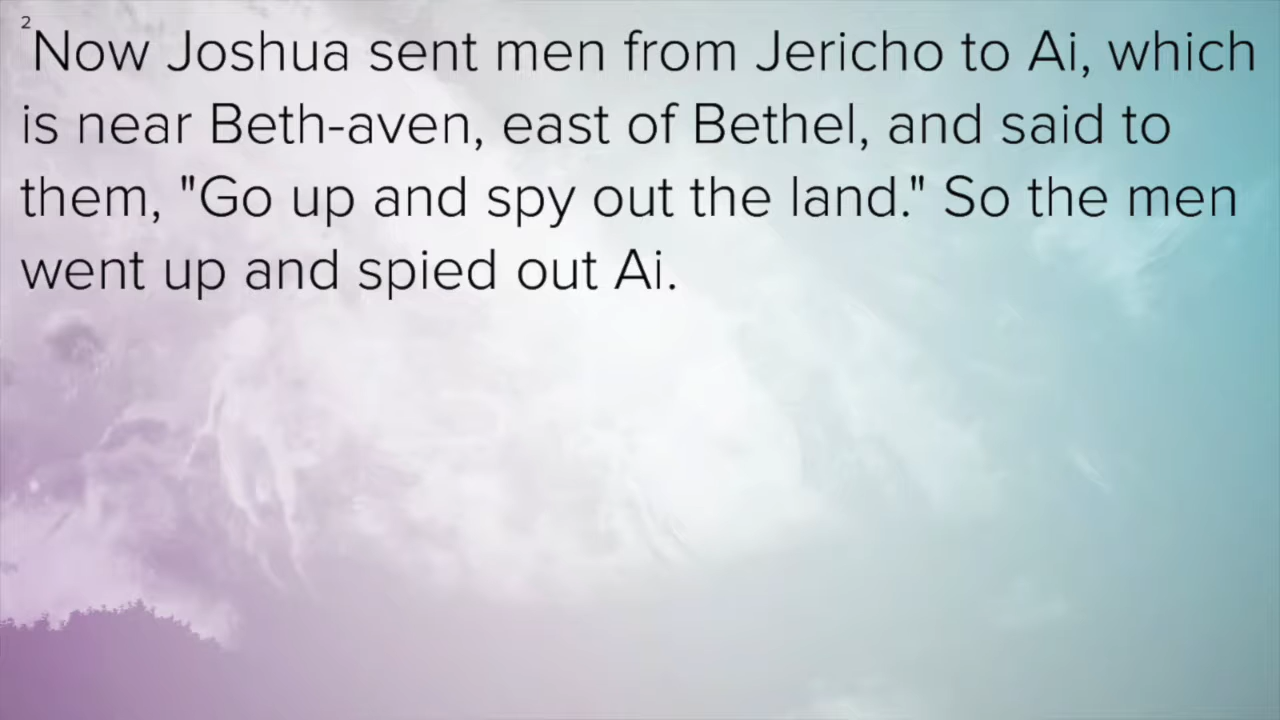 2
Now Joshua sent men from Jericho to Ai, which
is near Beth-aven, east of Bethel, and said to
them, "Go up and spy out the land." So the men
went up and spied out Ai.